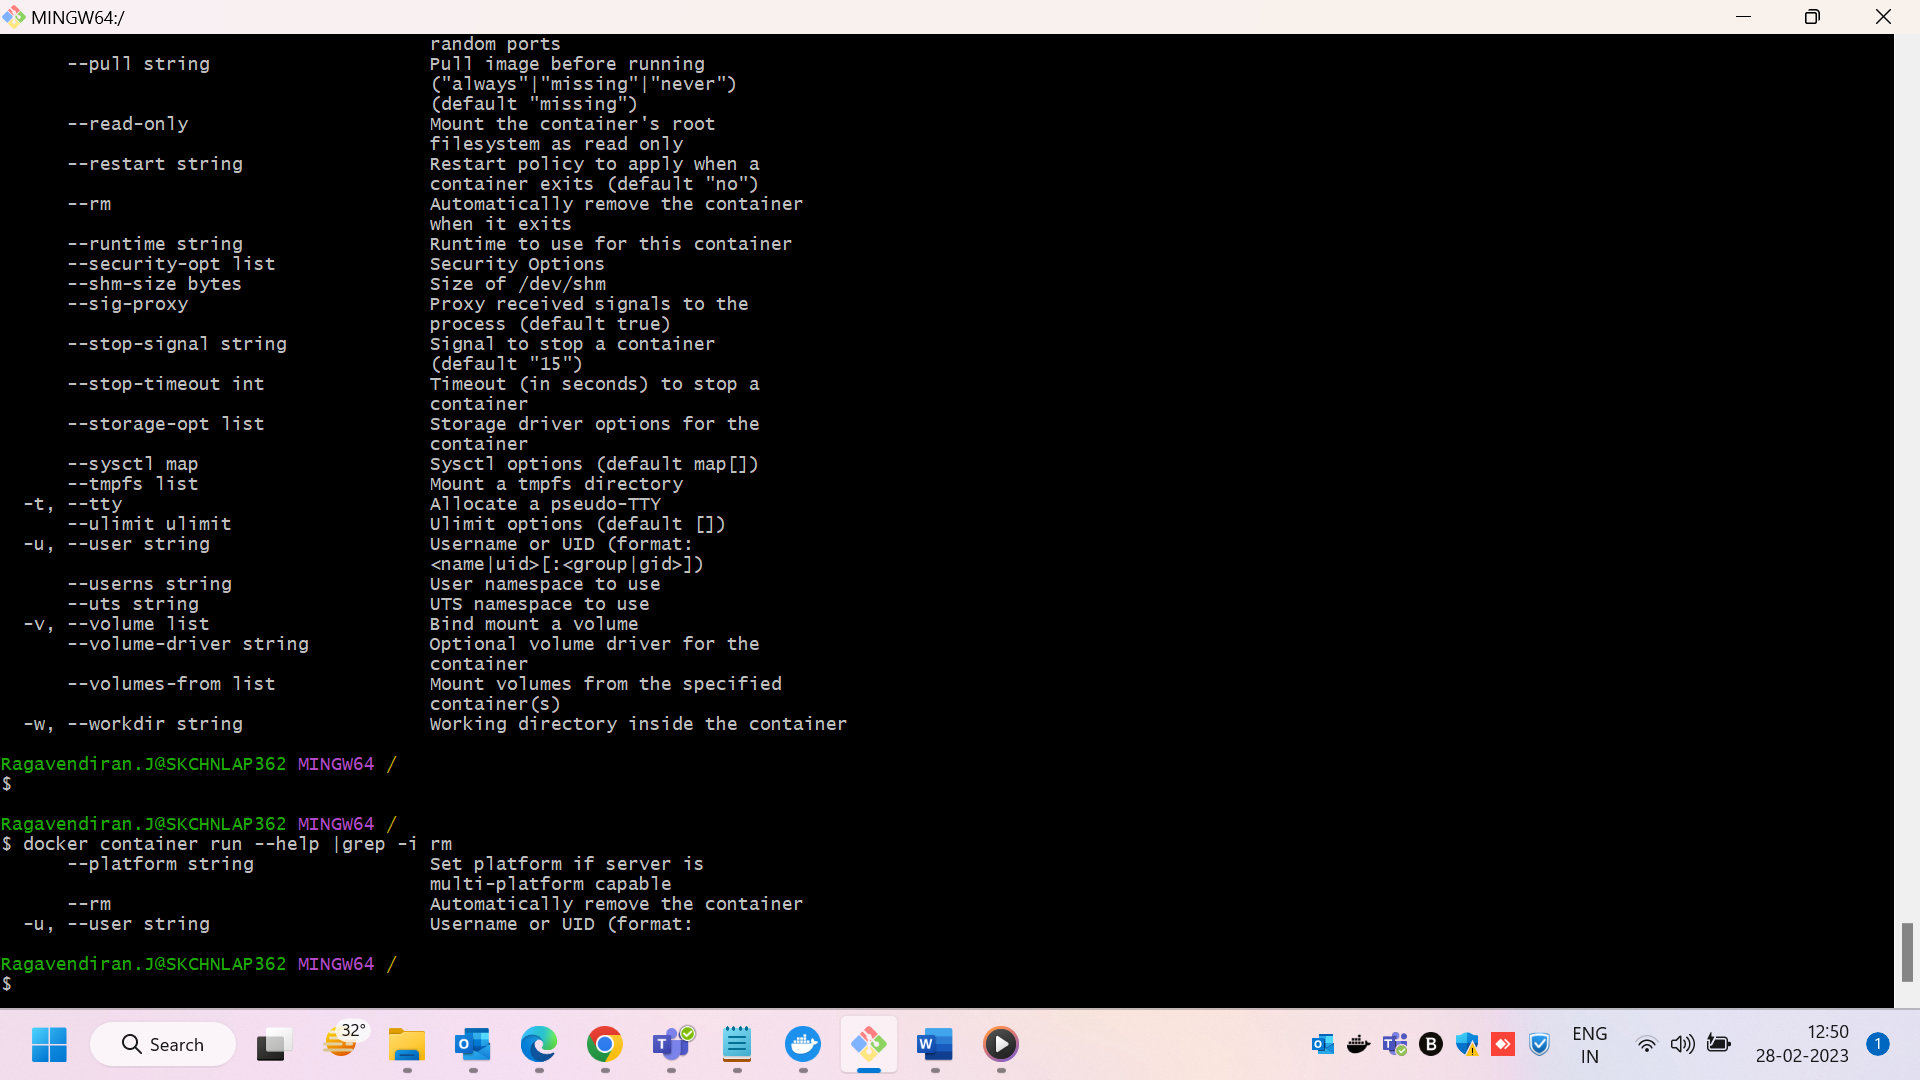 MINGW64:/
random ports
--pull string Pull image before running
("always"|"missing"|"never")
(default "missing")
--read-only Mount the container's root
filesystem as read only
--restart string Restart policy to apply when a
container exits (default "no")
--rm Automatically remove the container
when it exits
--runtime string Runtime to use for this container
--security-opt list Security Options
--shm-size bytes Size of /dev/shm
--sig-proxy Proxy received signals to the
process (default true)
--stop-signal string Signal to stop a container
(default "15")
--stop-timeout int Timeout (in seconds) to stop a
container
--storage-opt list Storage driver options for the
container
--sysctl map Sysctl options (default map[])
--tmpfs list Mount a tmpfs directory
-t, --tty Allocate a pseudo-TTY
--ulimit ulimit Ulimit options (default [])
-u, --user string Username or UID (format:
<name|uid>[:<group|gid>])
--userns string User namespace to use
--uts string UTS namespace to use
-v, --volume list Bind mount a volume
--volume-driver string Optional volume driver for the
container
--volumes-from list Mount volumes from the specified
container(s)
-w, --workdir string Working directory inside the container
Ragavendiran.J@SKCHNLAP362 MINGW64 /
$
Ragavendiran.J@SKCHNLAP362 MINGW64 /
$ docker container run --help |grep -i rm
--platform string Set platform if server is
multi-platform capable
--rm Automatically remove the container
-u, --user string Username or UID (format:
Ragavendiran.J@SKCHNLAP362 MINGW64 /
$
Search
32°
ENG
IN
12:50
28-02-2023
1